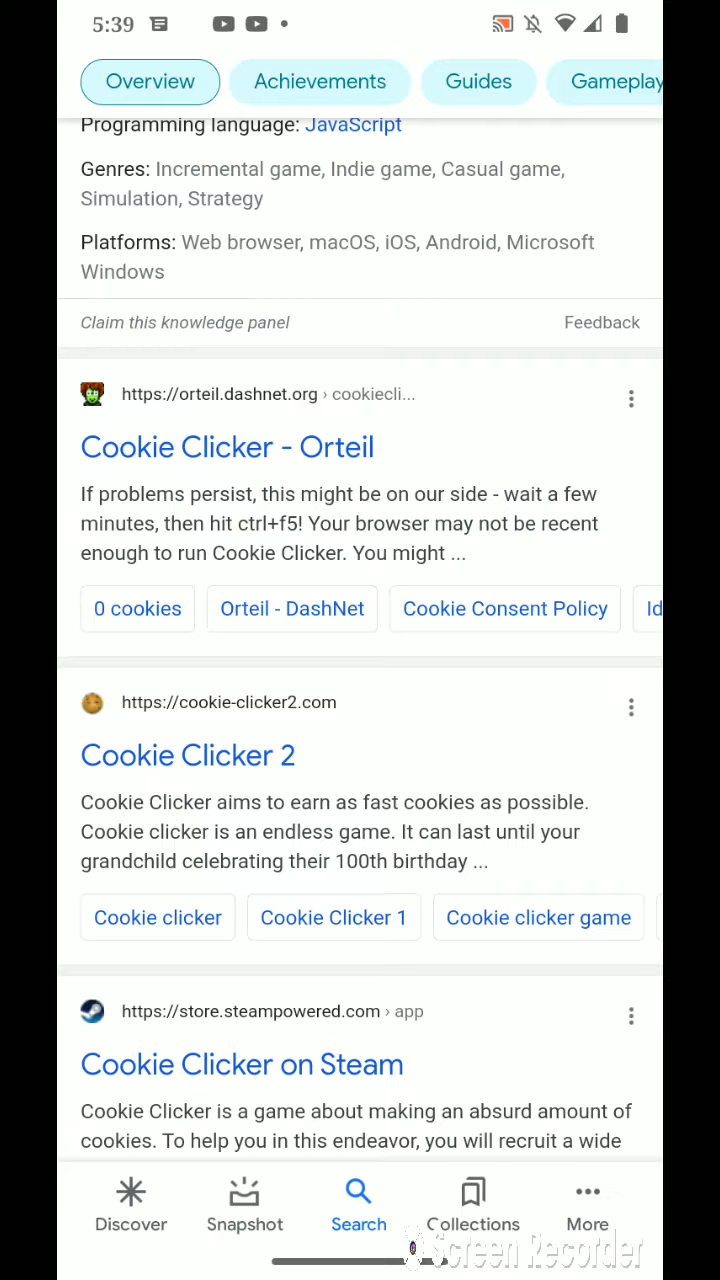 5:39
Overview
Achievements
Guides
Gameplay
Programming language: JavaScript
Genres: Incremental game, Indie game, Casual game,
Simulation, Strategy
Platforms: Web browser, macOS, iOS, Android, Microsoft
Windows
Claim this knowledge panel
Feedback
https://orteil.dashnet.org › cookiecli...
Cookie Clicker - Orteil
If problems persist, this might be on our side - wait a few
minutes, then hit ctrl+f5! Your browser may not be recent
enough to run Cookie Clicker. You might ...
0 cookies
Orteil - DashNet
Cookie Consent Policy
Id
https://cookie-clicker2.com
Cookie Clicker 2
Cookie Clicker aims to earn as fast cookies as possible.
Cookie clicker is an endless game. It can last until your
grandchild celebrating their 100th birthday ...
Cookie clicker
Cookie Clicker 1
Cookie clicker game
https://store.steampowered.com › app
Cookie Clicker on Steam
Cookie Clicker is a game about making an absurd amount of
cookies. To help you in this endeavor, you will recruit a wide
Discover
Snapshot
Search
Collections
More
Screen Recorder